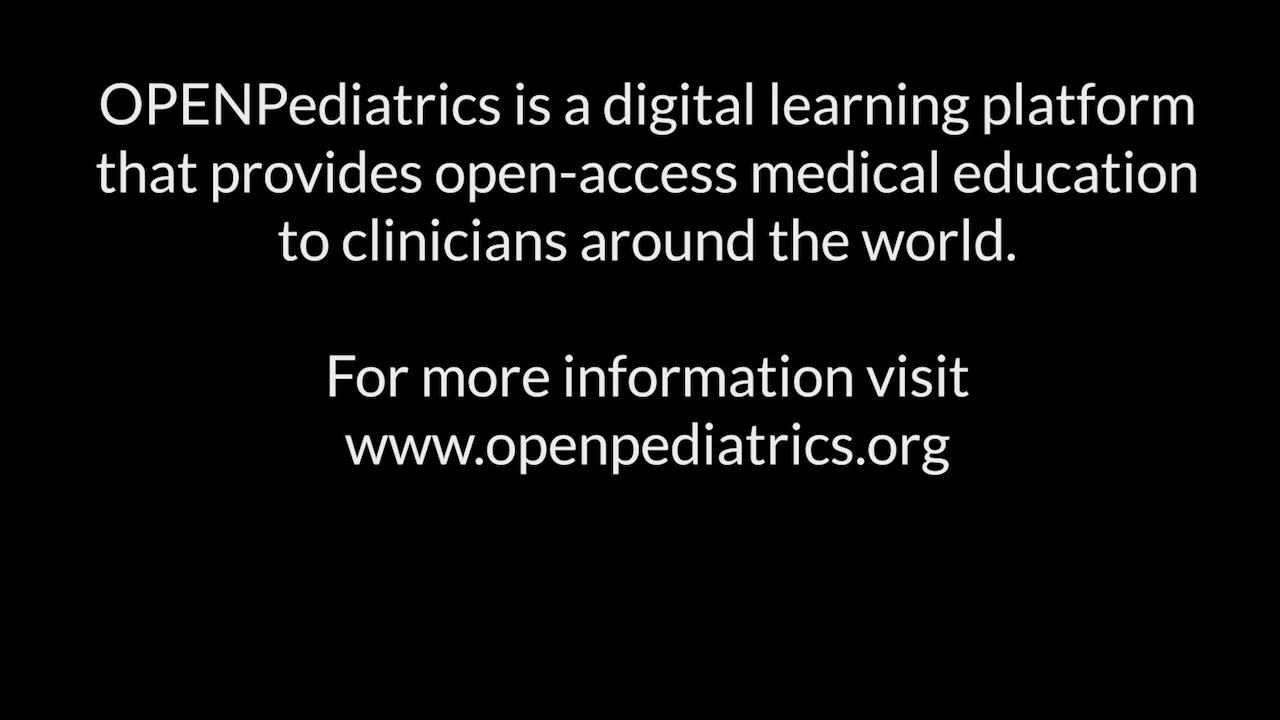 OPENPediatrics is a digital learning platform
that provides open-access medical education
to clinicians around the world.
For more information visit
www.openpediatrics.org